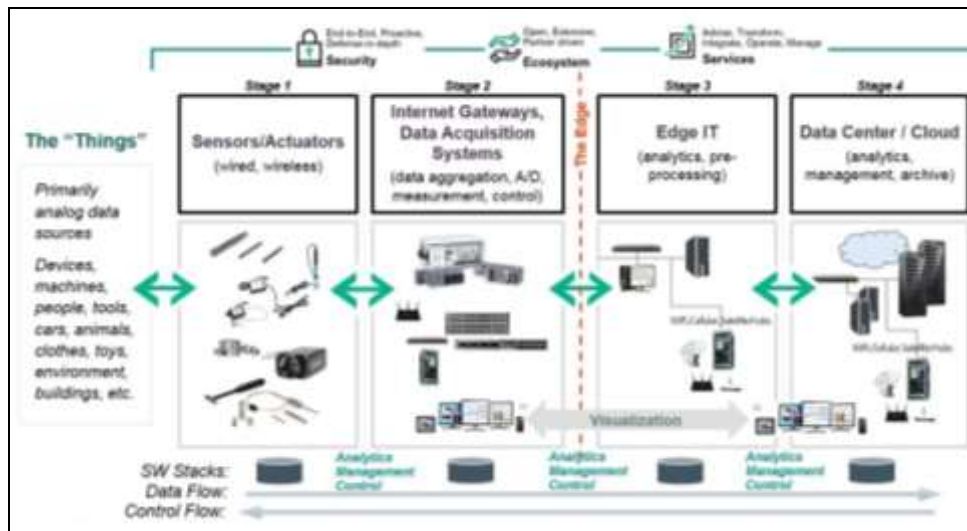 End-to-End, Proactive,
Defense-in-depth
Security
Open, Extensive,
Partner driven
Ecosystem
Advise, Transform,
Integrate, Operate, Manage
Services
Stage 1
Stage 2
Stage 3
Stage 4
The "Things"
Primarily
analog data
sources
Devices,
machines,
people, tools,
cars, animals,
clothes, toys,
environment,
buildings, etc.
Sensors/Actuators
(wired, wireless)
Internet Gateways,
Data Acquisition
Systems
(data aggregation, A/D,
measurement, control)
The Edge
Edge IT
(analytics, pre-
processing)
Data Center / Cloud
(analytics,
management, archive)
Visualization
SW Stacks:
Analytics
Management
Control
Analytics
Management
Control
Analytics
Management
Control
Data Flow:
Control Flow: